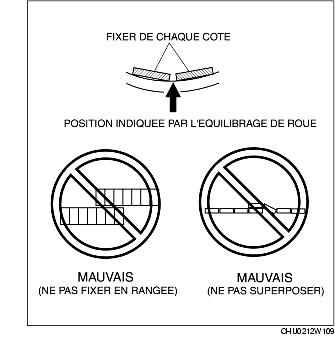 FIXER DE CHAQUE COTE
POSITION INDIQUEE PAR L'EQUILIBRAGE DE ROUE
MAUVAIS
(NE PAS FIXER EN RANGEE)
MAUVAIS
(NE PAS SUPERPOSER)
CHU0212W109